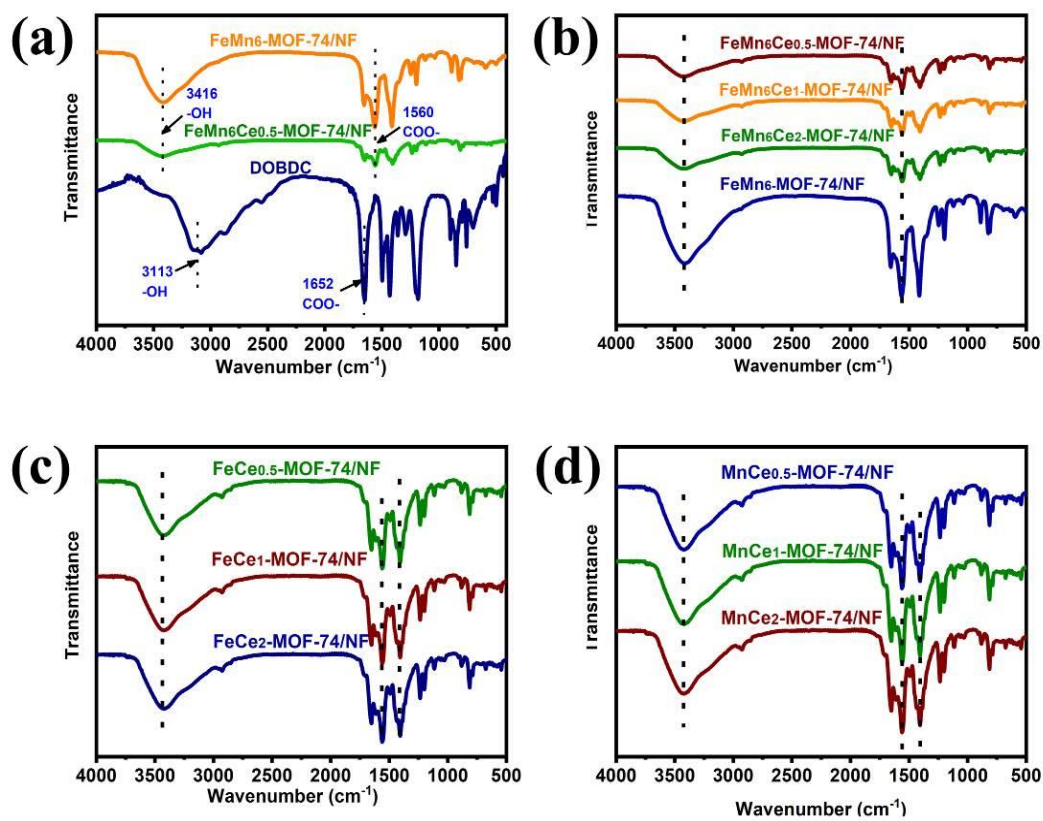 (a)
FeMn6-MOF-74/NF
3416
-OH
1560
COO-
FeMn6Ce0.5-MOF-74/NF
DOBDC
3113
-OH
1652
COO-
Transmittance
4000 3500 3000 2500 2000 1500 1000 500
Wavenumber (cm-1)
(b)
FeMn6Ce0.5-MOF-74/NF
FeMn6Ce1-MOF-74/NF
FeMn6Ce2-MOF-74/NF
FeMn6-MOF-74/NF
Transmittance
4000 3500 3000 2500 2000 1500 1000 500
Wavenumber (cm-1)
(c)
FeCe0.5-MOF-74/NF
FeCe1-MOF-74/NF
FeCe2-MOF-74/NF
Transmittance
4000 3500 3000 2500 2000 1500 1000 500
Wavenumber (cm-1)
(d)
MnCe0.5-MOF-74/NF
MnCe1-MOF-74/NF
MnCe2-MOF-74/NF
Transmittance
4000 3500 3000 2500 2000 1500 1000 500
Wavenumber (cm-1)